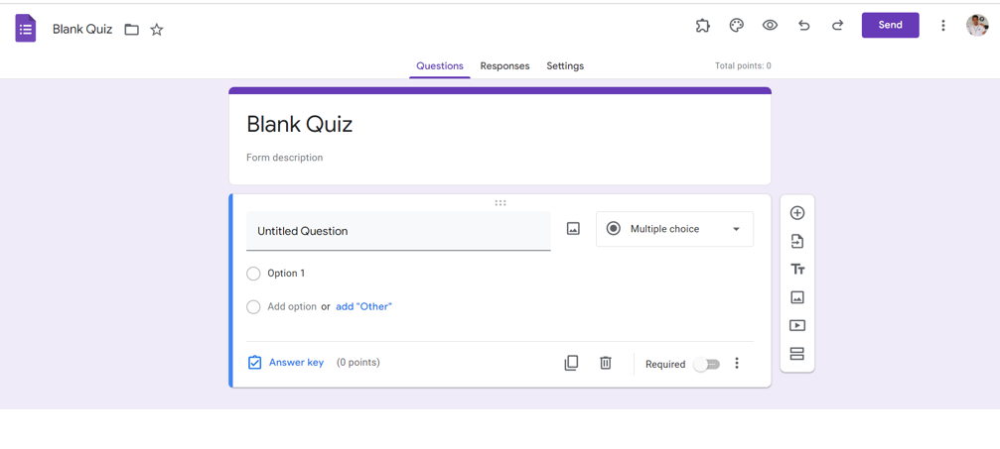 Blank Quiz
Send
Questions Responses Settings Total points: 0
Blank Quiz
Form description
Untitled Question
Multiple choice
Option 1
Add option or add "Other"
Answer key (0 points)
Required
TT